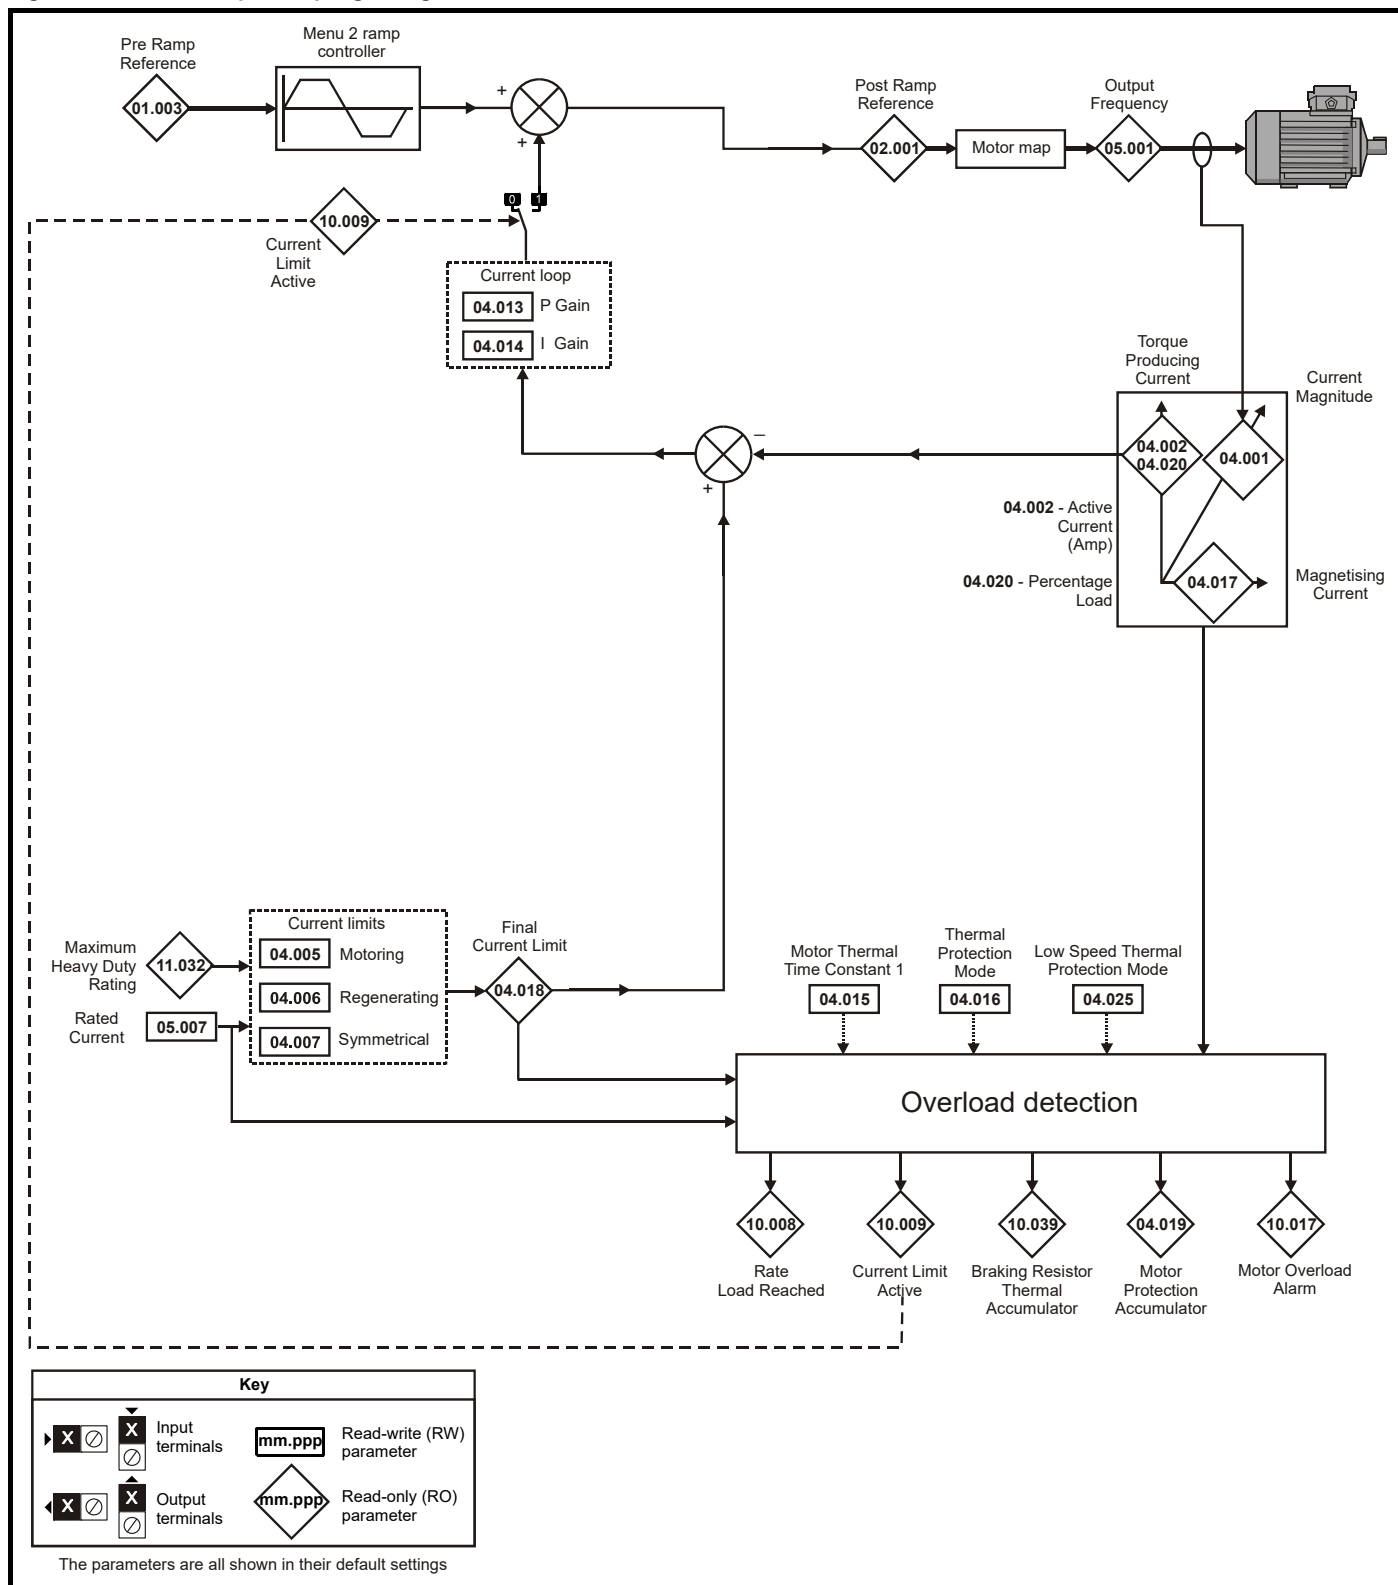 Pre Ramp
Reference
01.003
Menu 2 ramp
controller
+
+
Post Ramp
Reference
02.001
Motor map
Output
Frequency
05.001
0 1
10.009
Current
Limit
Active
Current loop
04.013 P Gain
04.014 I Gain
Torque
Producing
Current
Current
Magnitude
04.002
04.020
04.001
–
+
04.002 - Active
Current
(Amp)
04.020 - Percentage
Load
04.017
Magnetising
Current
Maximum
Heavy Duty
Rating
11.032
Rated
Current
05.007
Current limits
04.005 Motoring
04.006 Regenerating
04.007 Symmetrical
Final
Current Limit
04.018
Motor Thermal
Time Constant 1
04.015
Thermal
Protection
Mode
04.016
Low Speed Thermal
Protection Mode
04.025
Overload detection
10.008
Rate
Load Reached
10.009
Current Limit
Active
10.039
Braking Resistor
Thermal
Accumulator
04.019
Motor
Protection
Accumulator
10.017
Motor Overload
Alarm
Key
X
X
Input
terminals
mm.ppp
Read-write (RW)
parameter
X
X
Output
terminals
mm.ppp
Read-only (RO)
parameter
The parameters are all shown in their default settings